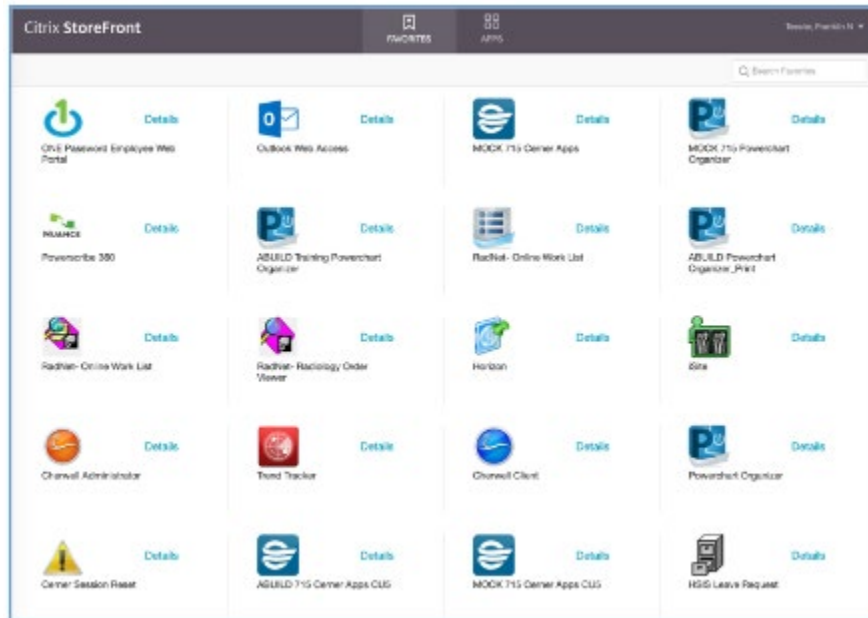 Citrix StoreFront
FAVORITES
APPS
Search Favorites
Details
Details
Details
Details
ONE Password Employee Web
Portal
Outlook Web Access
MOCK 715 Cerner Apps
MOCK 715 Powerchart
Organizer
NUANCE
Details
Details
Details
Details
Powerscribe 360
ABUILD Training Powerchart
Organizer
RadNet- Online Work List
ABUILD Powerchart
Organizer_Print
Details
Details
Details
Details
RadNet- Online Work List
RadNet- Radiology Order
Viewer
Horizon
iSite
Details
Details
Details
Details
Cherwell Administrator
Trend Tracker
Cherwell Client
Powerchart Organizer
Details
Details
Details
Details
Cerner Session Reset
ABUILD 715 Cerner Apps CUS
MOCK 715 Cerner Apps CUS
HSIS Leave Request